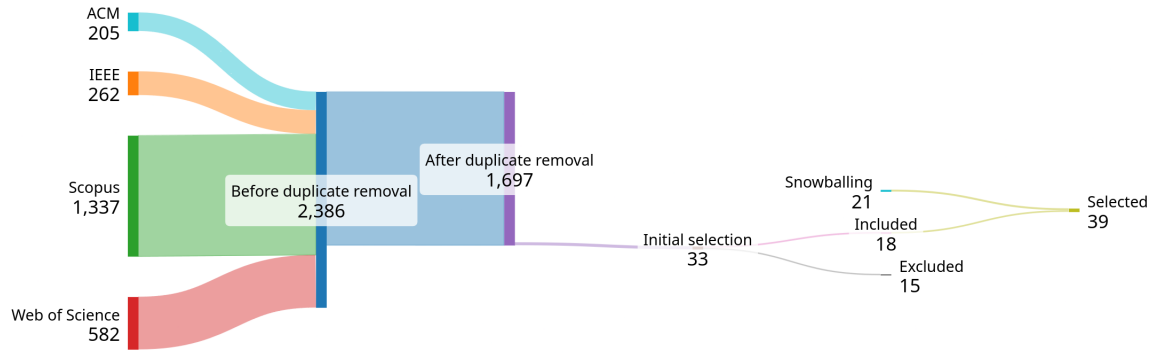 ACM
205
IEEE
262
Scopus
1,337
Web of Science
582
Before duplicate removal
2,386
After duplicate removal
1,697
Initial selection
33
Snowballing
21
Included
18
Excluded
15
Selected
39